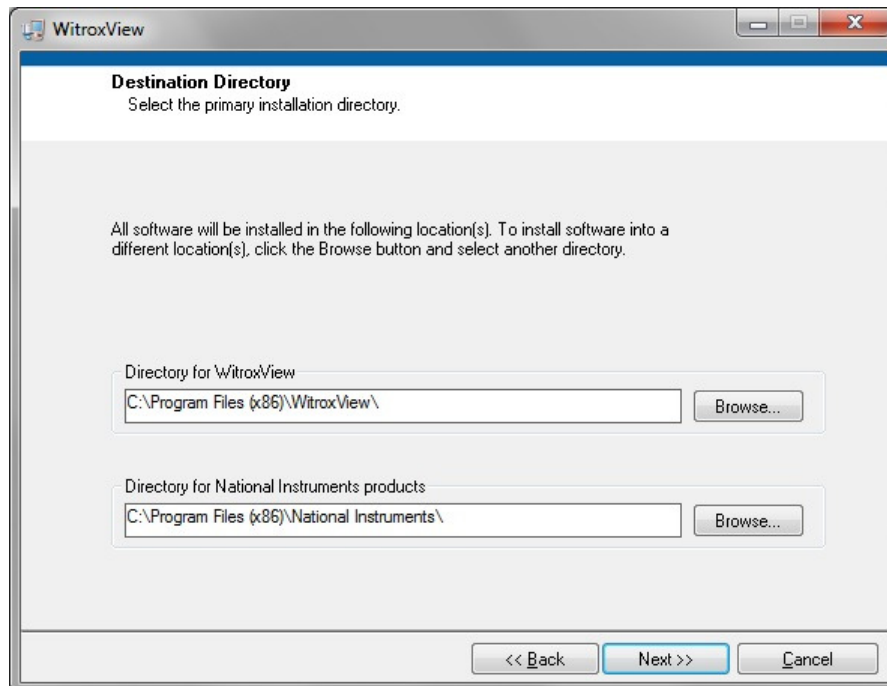 WitroxView
Destination Directory
Select the primary installation directory.
All software will be installed in the following location(s). To install software into a
different location(s), click the Browse button and select another directory.
Directory for WitroxView
C:\Program Files (x86)\WitroxView\
Browse...
Directory for National Instruments products
C:\Program Files (x86)\National Instruments\
Browse...
<< Back
Next >>
Cancel